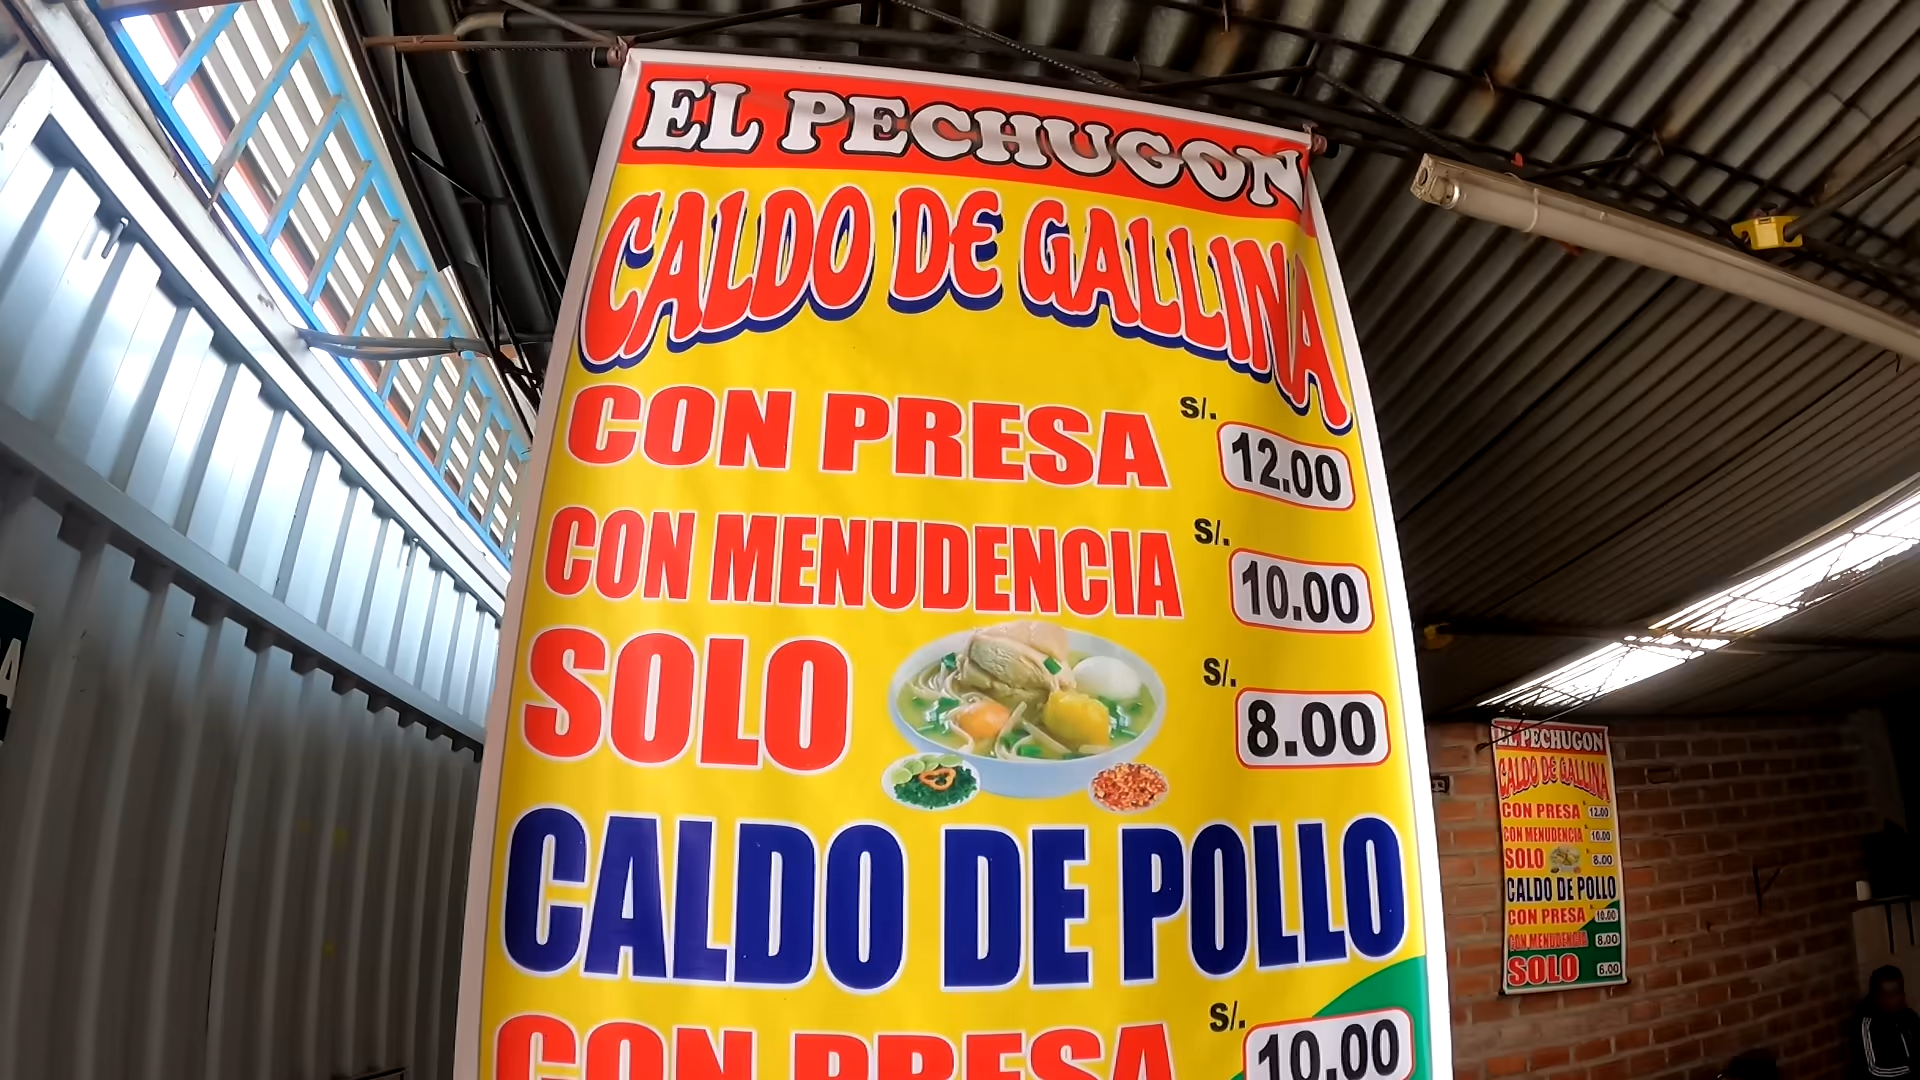 EL PECHUGON
CALDO DE GALLINA
CON PRESA S/. 12.00
CON MENUDENCIA S/. 10.00
SOLO S/. 8.00
CALDO DE POLLO
CON PRESA S/. 10.00
EL PECHUGON
CALDO DE GALLINA
CON PRESA 12.00
CON MENUDENCIA 10.00
SOLO 8.00
CALDO DE POLLO
CON PRESA 10.00
CON MENUDENCIA 8.00
SOLO 6.00
A